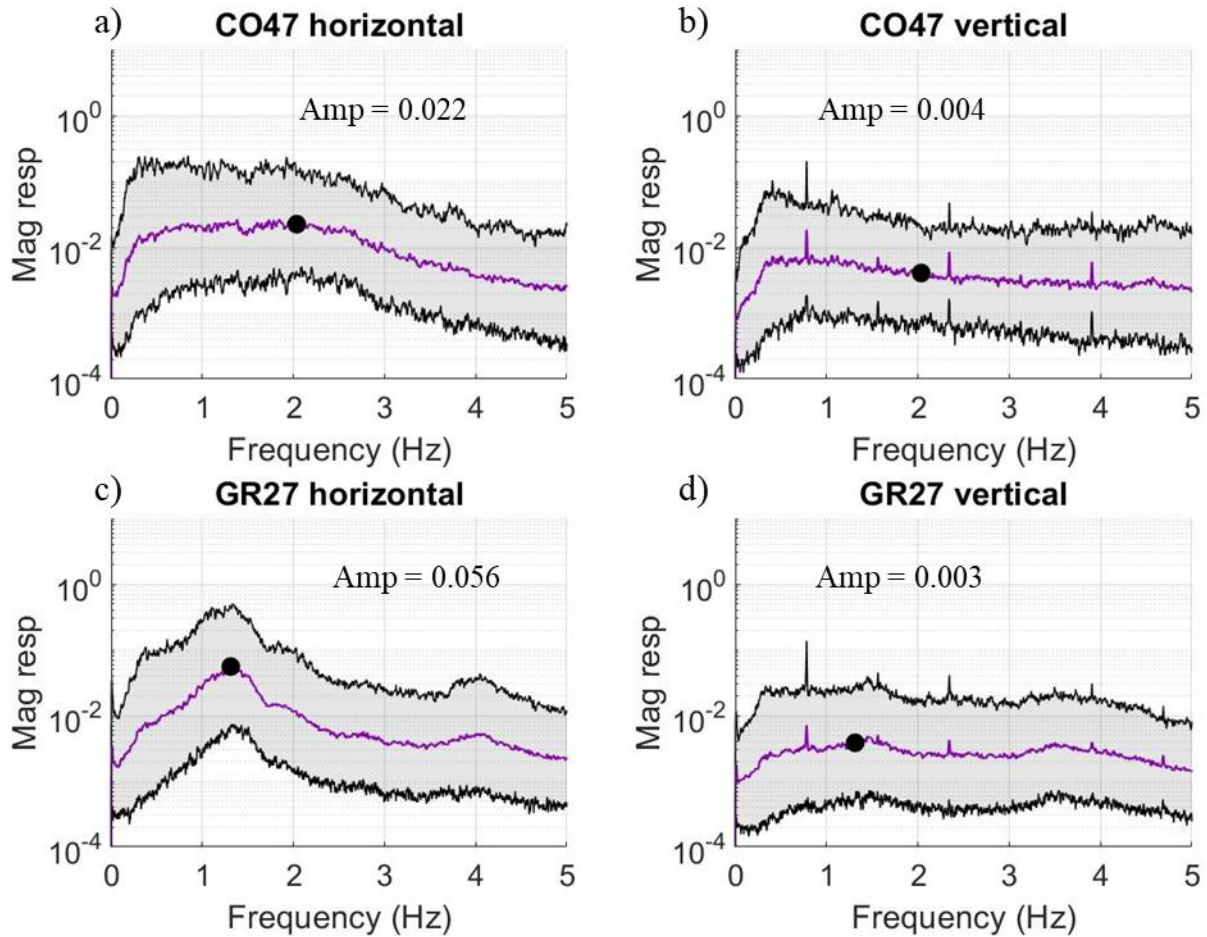 a) CO47 horizontal
Amp = 0.022
10^0
10^-2
10^-4
Mag resp
0 1 2 3 4 5
Frequency (Hz)
b) CO47 vertical
Amp = 0.004
10^0
10^-2
10^-4
Mag resp
0 1 2 3 4 5
Frequency (Hz)
c) GR27 horizontal
Amp = 0.056
10^0
10^-2
10^-4
Mag resp
0 1 2 3 4 5
Frequency (Hz)
d) GR27 vertical
Amp = 0.003
10^0
10^-2
10^-4
Mag resp
0 1 2 3 4 5
Frequency (Hz)